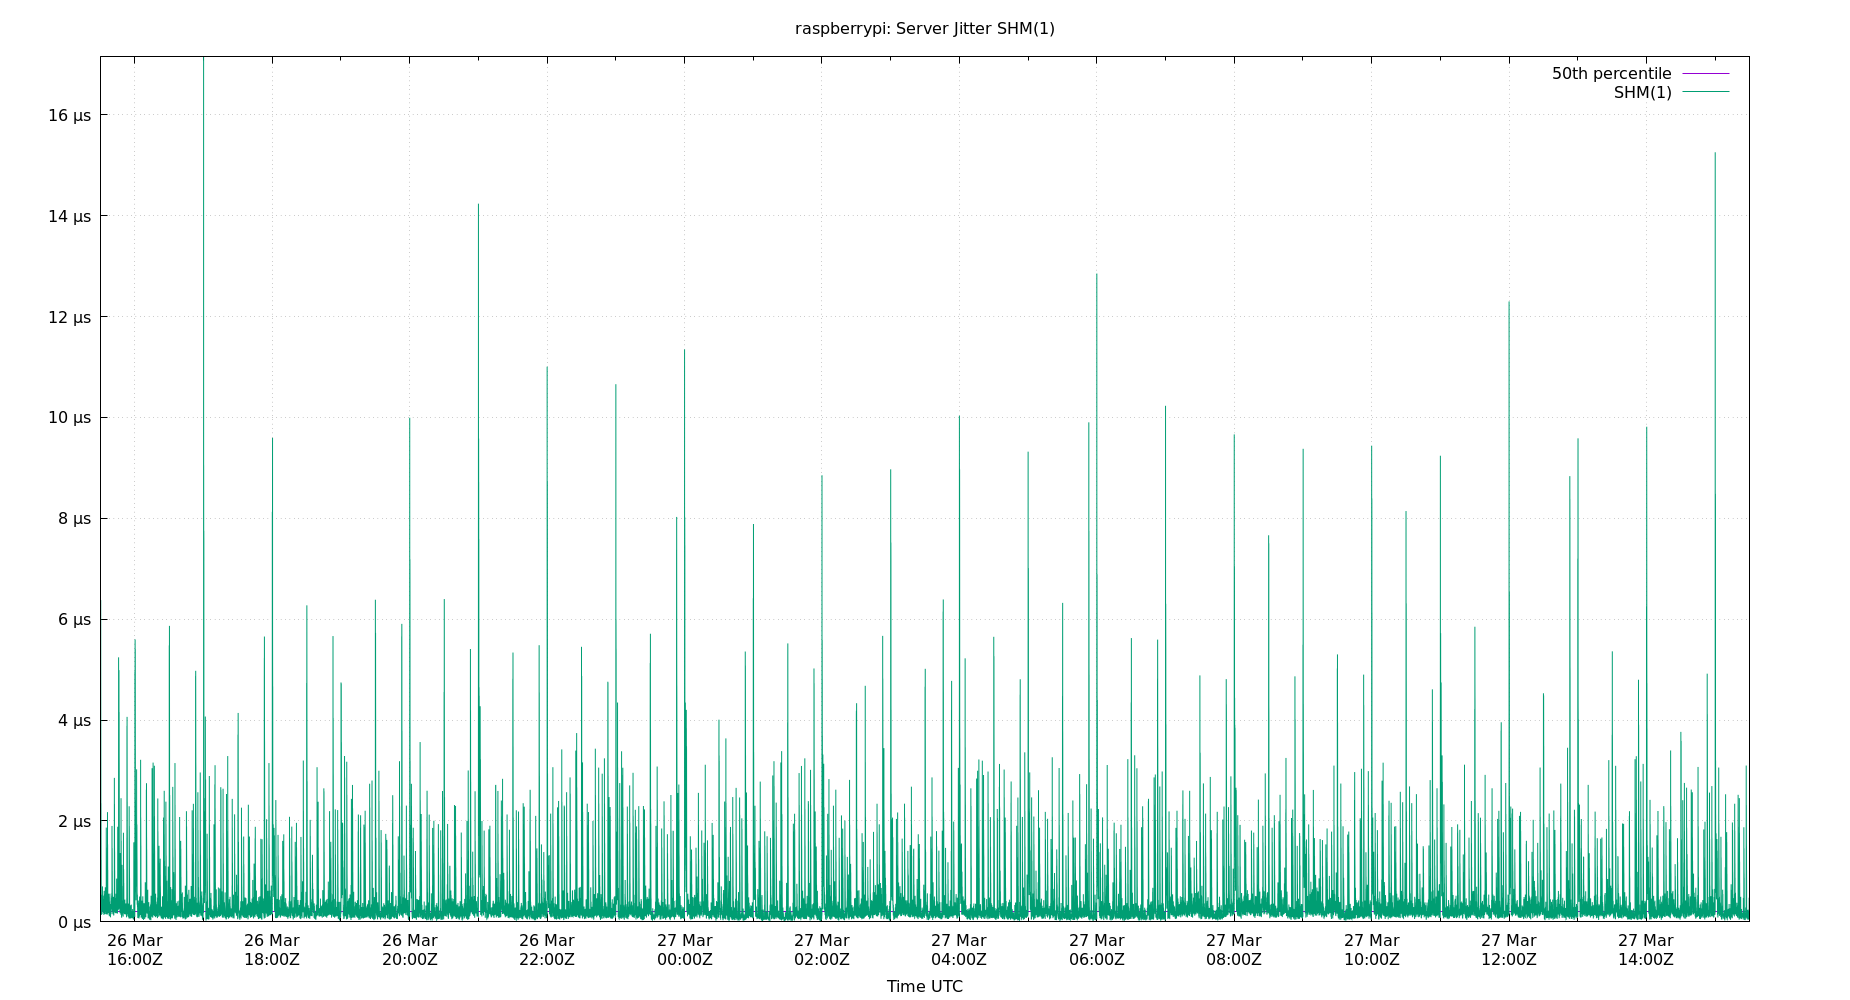 raspberrypi: Server Jitter SHM(1)
50th percentile
SHM(1)
16 µs
14 µs
12 µs
10 µs
8 µs
6 µs
4 µs
2 µs
0 µs
26 Mar 26 Mar 26 Mar 26 Mar 27 Mar 27 Mar 27 Mar 27 Mar 27 Mar 27 Mar 27 Mar 27 Mar
16:00Z 18:00Z 20:00Z 22:00Z 00:00Z 02:00Z 04:00Z 06:00Z 08:00Z 10:00Z 12:00Z 14:00Z
Time UTC